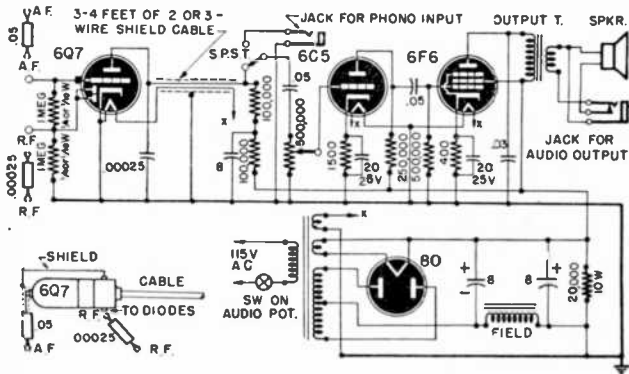 A.F.
.05
A.F.
R.F.
.00025
R.F.
1 MEG
1 MEG
6Q7
3-4 FEET OF 2 OR 3-
WIRE SHIELD CABLE
.00025
S.P.S.T
x
8
100,000
100,000
JACK FOR PHONO INPUT
.05
500,000
6C5
x
1500
20
.05
250,000
500,000
6F6
x
400
20
25V
.03
OUTPUT T.
SPKR.
JACK FOR
AUDIO OUTPUT
SHIELD
6Q7
CABLE
R.F.
TO DIODES
.05
.00025
A.F.
R.F.
115V
A C
SW ON
AUDIO POT.
x
80
+
8
-
+
8
FIELD
20,000
10W